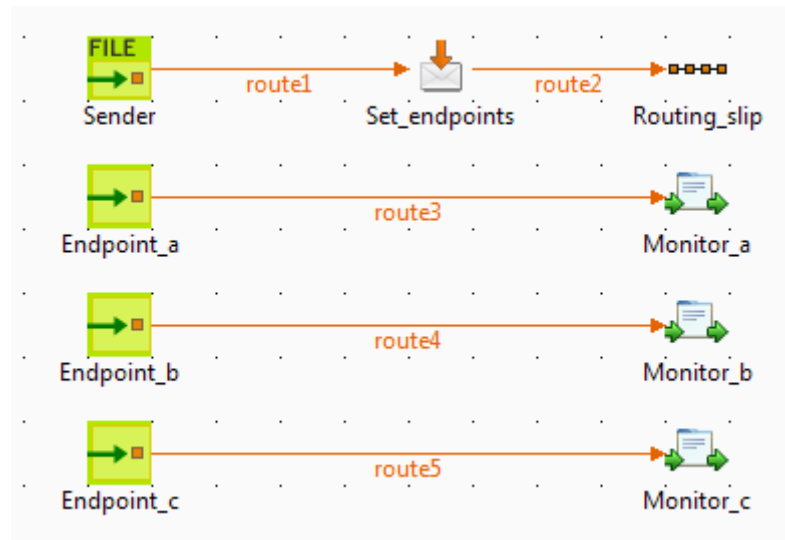 FILE
route1
route2
Sender
Set_endpoints
Routing_slip
route3
Endpoint_a
Monitor_a
route4
Endpoint_b
Monitor_b
route5
Endpoint_c
Monitor_c